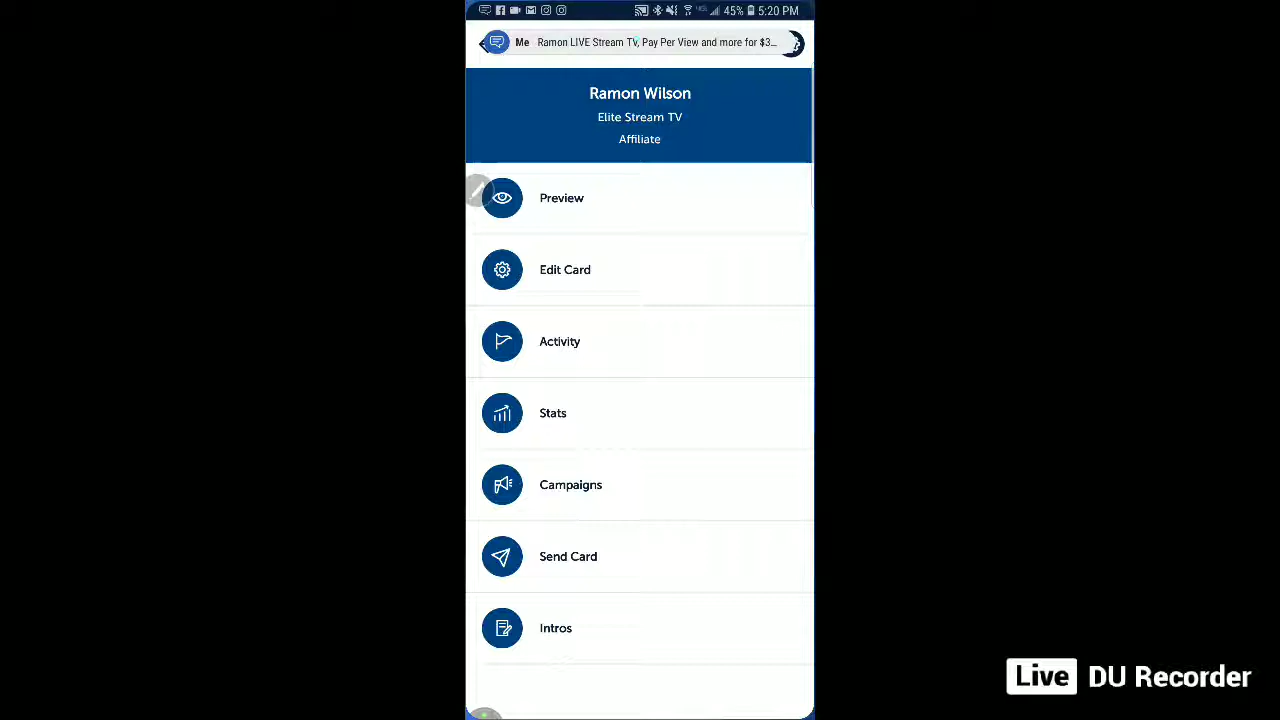 45% 5:20 PM
Me Ramon LIVE Stream TV, Pay Per View and more for $3...
Ramon Wilson
Elite Stream TV
Affiliate
Preview
Edit Card
Activity
Stats
Campaigns
Send Card
Intros
Live DU Recorder